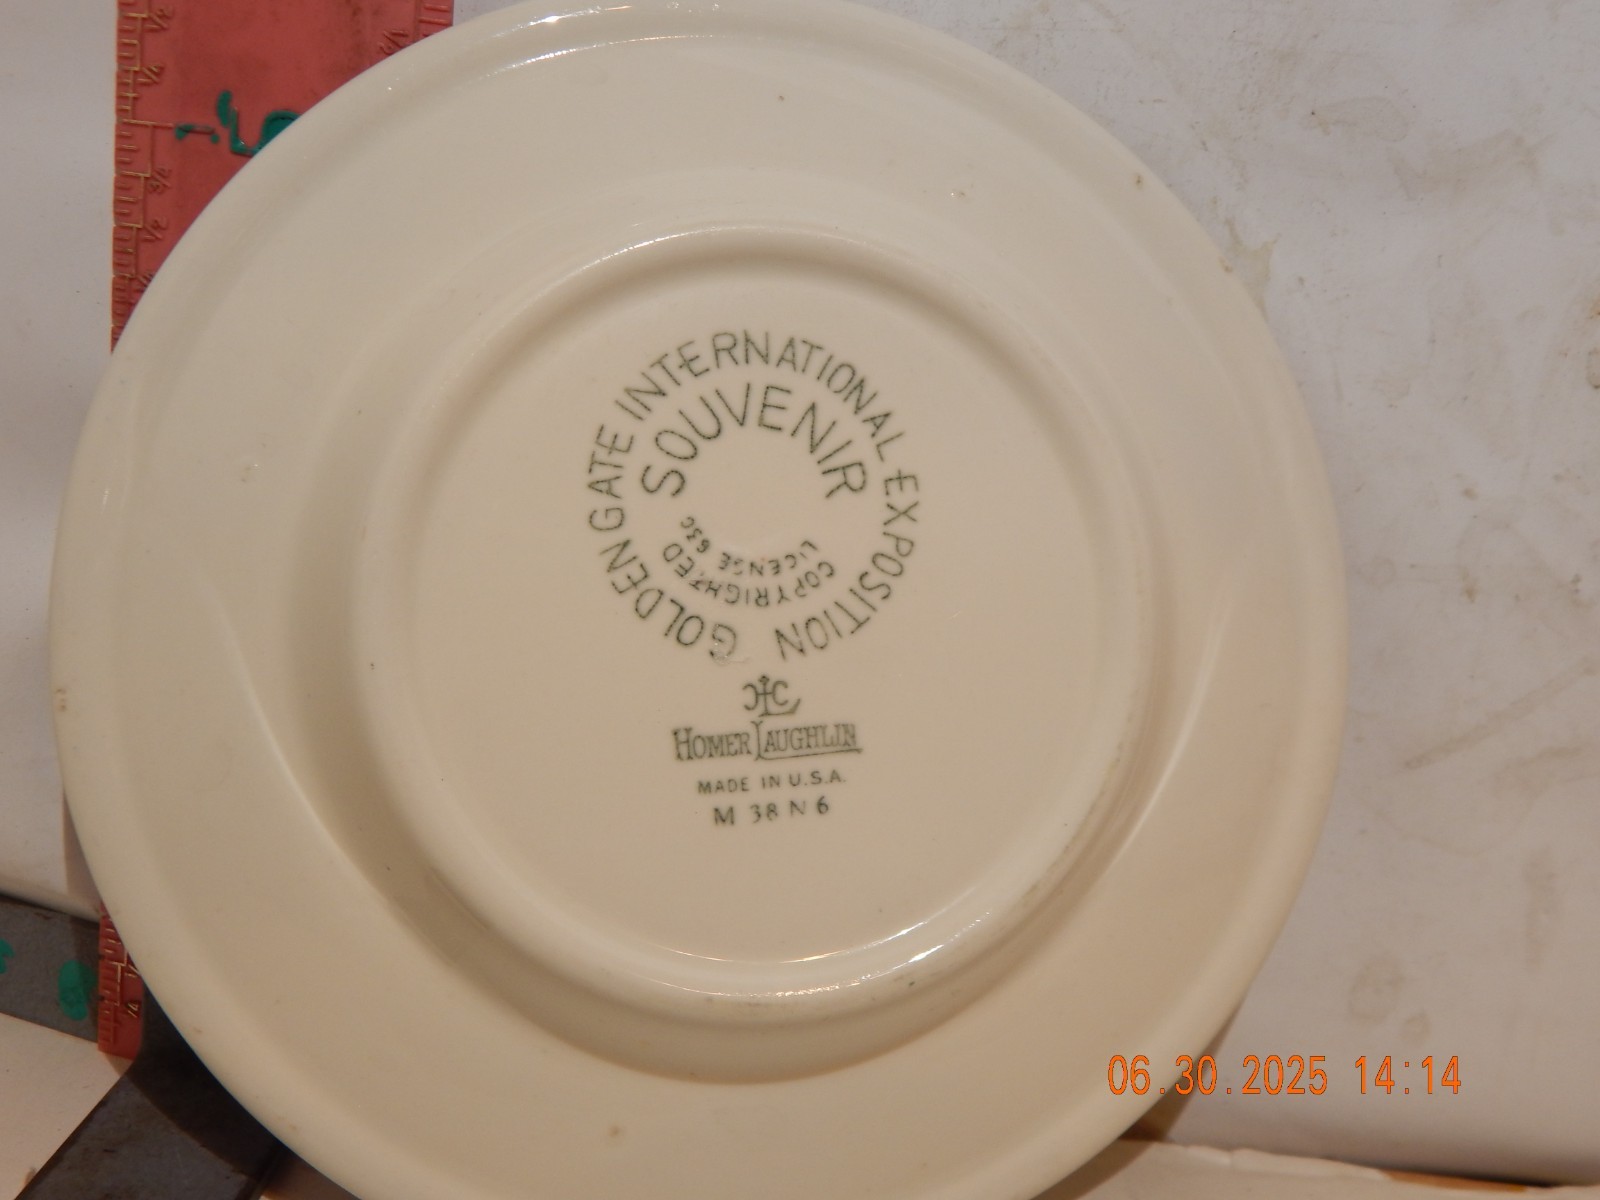 GOLDEN GATE INTERNATIONAL EXPOSITION
SOUVENIR
COPYRIGHTED
LICENSE 63C
HLC
HOMER LAUGHLIN
MADE IN U.S.A.
M 38 N 6
06.30.2025 14:14